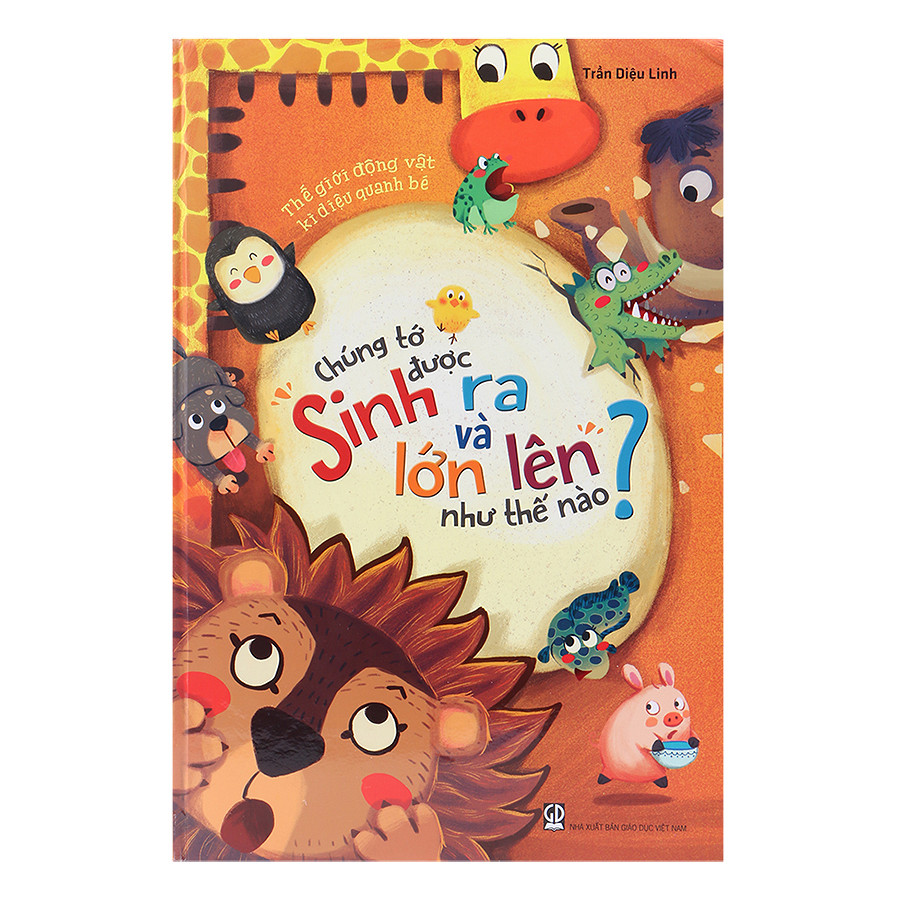 Trần Diệu Linh
Thế giới động vật
kì diệu quanh bé
Chúng tớ
được
Sinh ra
và
lớn lên
như thế nào?
GD
NHÀ XUẤT BẢN GIÁO DỤC VIỆT NAM